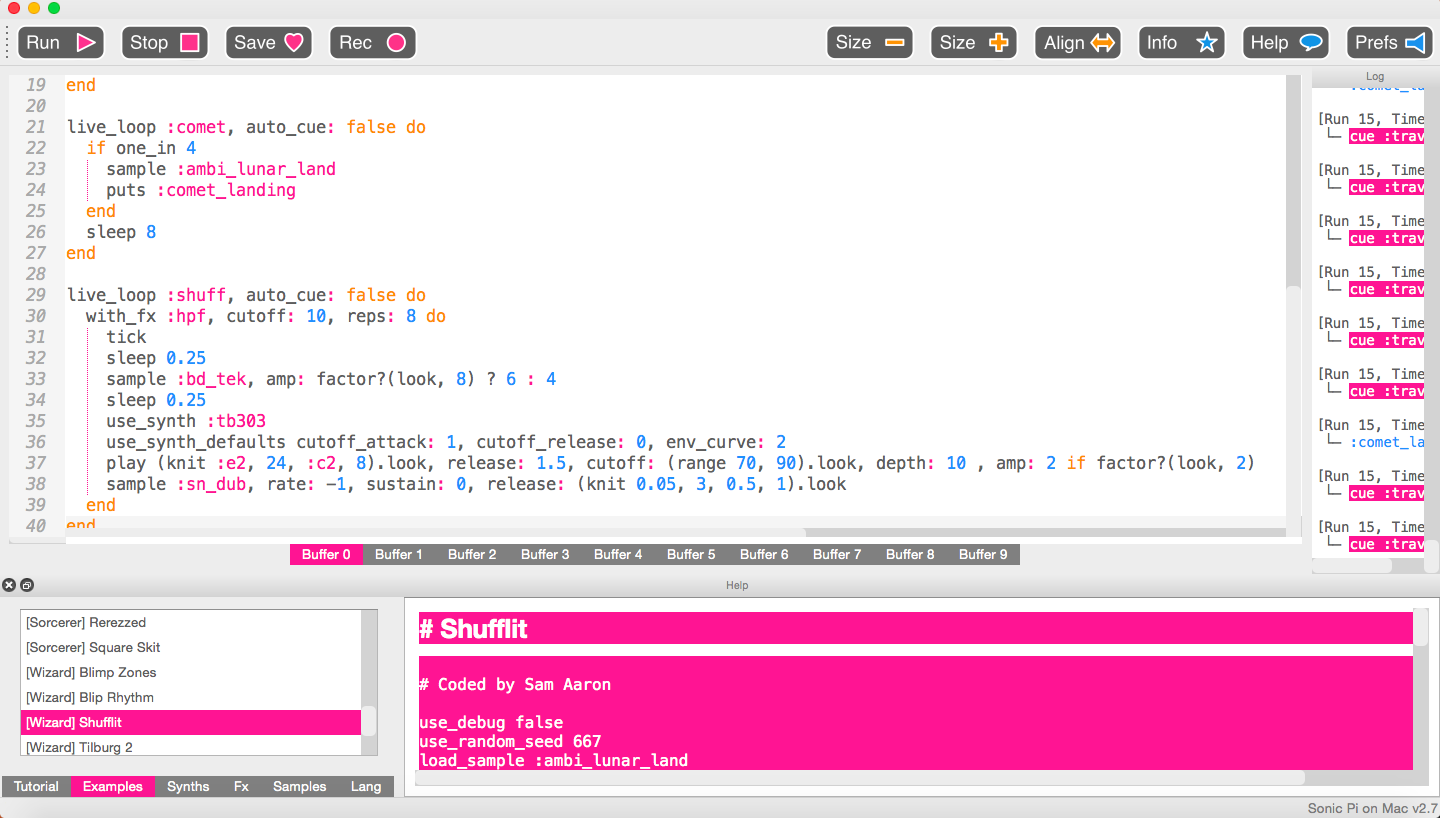 Run Stop Save Rec Size Size Align Info Help Prefs
Log
19 end
20
21 live_loop :comet, auto_cue: false do
22 if one_in 4
23 sample :ambi_lunar_land
24 puts :comet_landing
25 end
26 sleep 8
27 end
28
29 live_loop :shuff, auto_cue: false do
30 with_fx :hpf, cutoff: 10, reps: 8 do
31 tick
32 sleep 0.25
33 sample :bd_tek, amp: factor?(look, 8) ? 6 : 4
34 sleep 0.25
35 use_synth :tb303
36 use_synth_defaults cutoff_attack: 1, cutoff_release: 0, env_curve: 2
37 play (knit :e2, 24, :c2, 8).look, release: 1.5, cutoff: (range 70, 90).look, depth: 10 , amp: 2 if factor?(look, 2)
38 sample :sn_dub, rate: -1, sustain: 0, release: (knit 0.05, 3, 0.5, 1).look
39 end
40 end
:comet_la
[Run 15, Time
└─ cue :trav
[Run 15, Time
└─ cue :trav
[Run 15, Time
└─ cue :trav
[Run 15, Time
└─ cue :trav
[Run 15, Time
└─ cue :trav
[Run 15, Time
└─ cue :trav
[Run 15, Time
└─ :comet_la
[Run 15, Time
└─ cue :trav
[Run 15, Time
└─ cue :trav
Buffer 0 Buffer 1 Buffer 2 Buffer 3 Buffer 4 Buffer 5 Buffer 6 Buffer 7 Buffer 8 Buffer 9
Help
[Sorcerer] Rerezzed
[Sorcerer] Square Skit
[Wizard] Blimp Zones
[Wizard] Blip Rhythm
[Wizard] Shufflit
[Wizard] Tilburg 2
Tutorial Examples Synths Fx Samples Lang
# Shufflit
# Coded by Sam Aaron
use_debug false
use_random_seed 667
load_sample :ambi_lunar_land
Sonic Pi on Mac v2.7